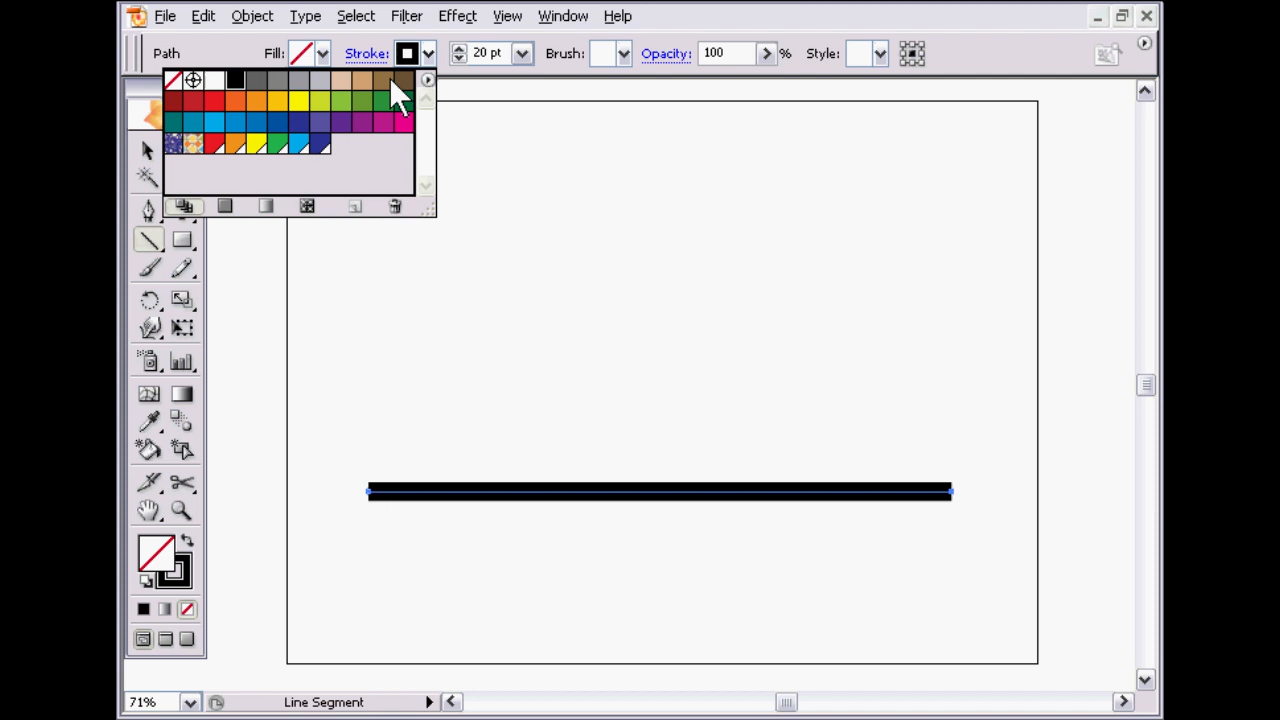 File Edit Object Type Select Filter Effect View Window Help
Path Fill: Stroke: 20 pt Brush: Opacity: 100 % Style:
71% Line Segment